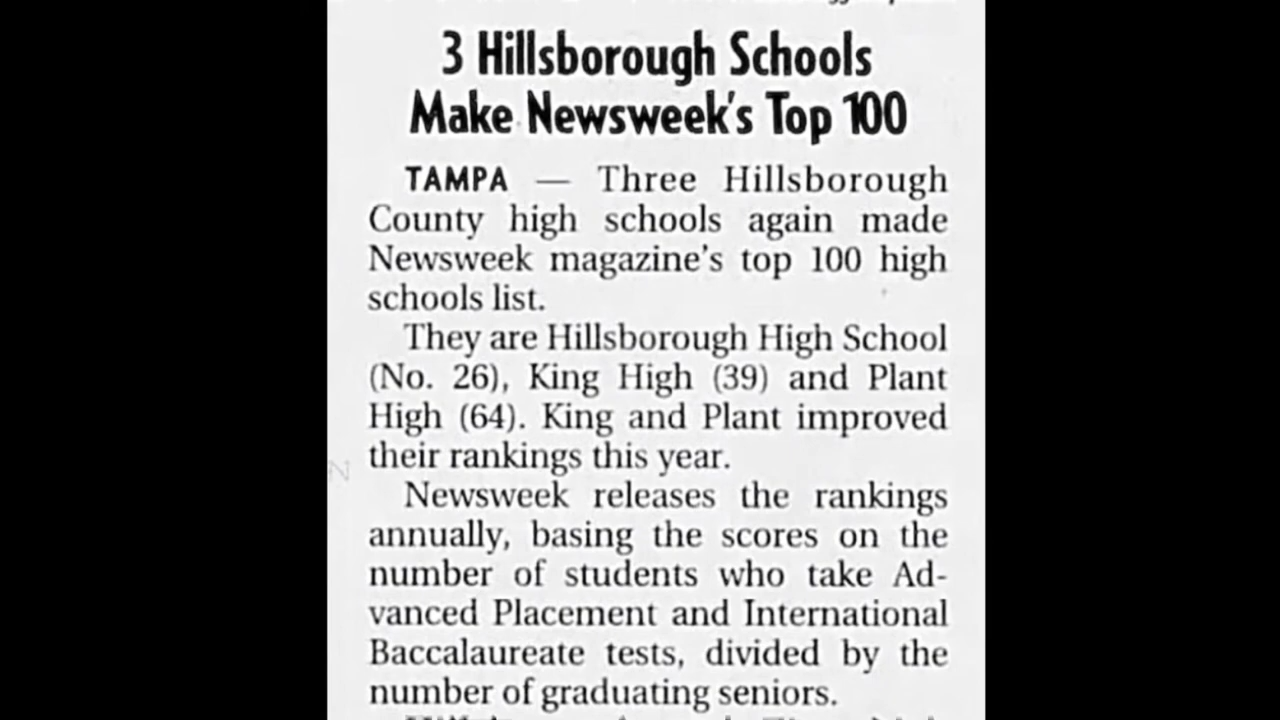 3 Hillsborough Schools
Make Newsweek's Top 100
TAMPA — Three Hillsborough
County high schools again made
Newsweek magazine's top 100 high
schools list.
They are Hillsborough High School
(No. 26), King High (39) and Plant
High (64). King and Plant improved
their rankings this year.
Newsweek releases the rankings
annually, basing the scores on the
number of students who take Ad-
vanced Placement and International
Baccalaureate tests, divided by the
number of graduating seniors.